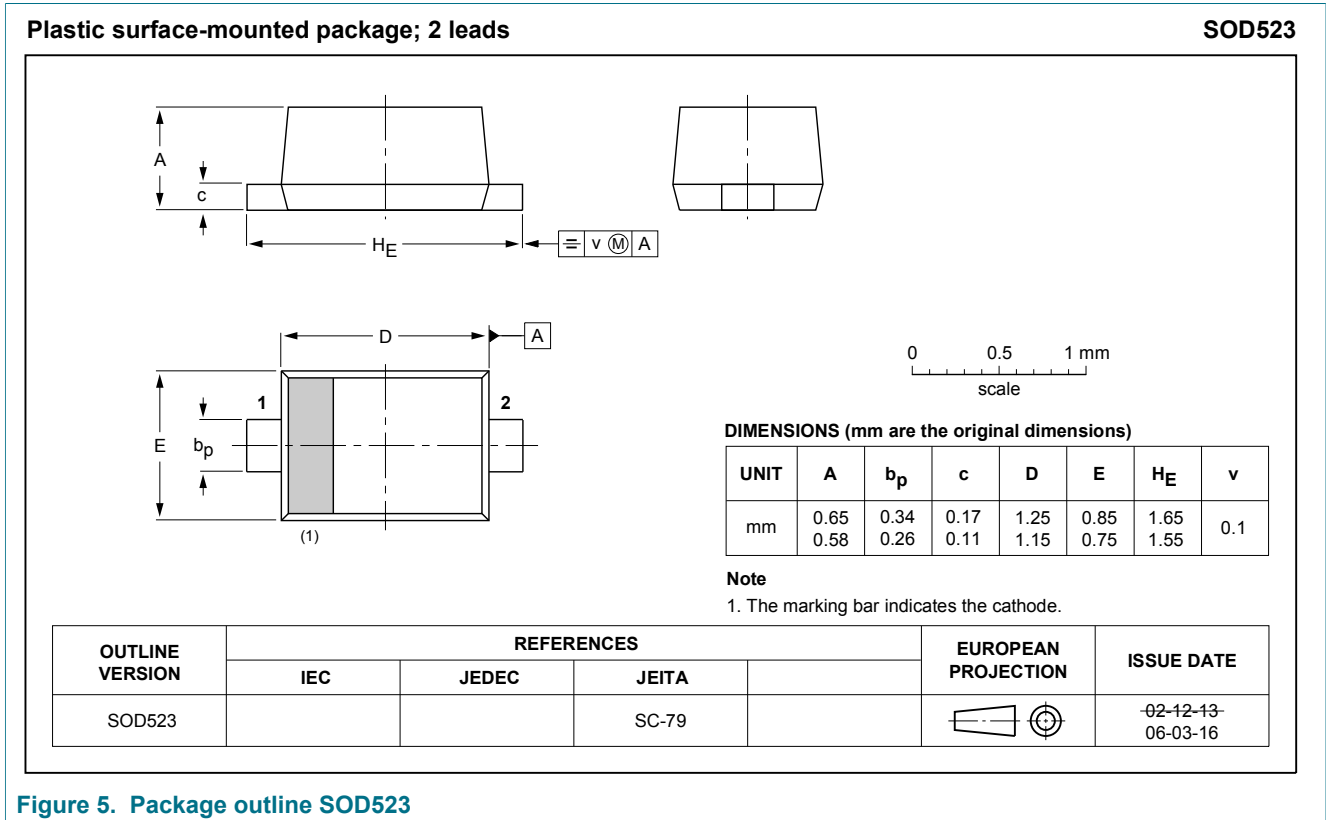 Plastic surface-mounted package; 2 leads SOD523
A
c
HE
v M A
D A
1 2
E bp
(1)
0 0.5 1 mm
scale
DIMENSIONS (mm are the original dimensions)
UNIT A bp c D E HE v
mm 0.65 0.34 0.17 1.25 0.85 1.65 0.1
0.58 0.26 0.11 1.15 0.75 1.55
Note
1. The marking bar indicates the cathode.
OUTLINE VERSION REFERENCES EUROPEAN PROJECTION ISSUE DATE
IEC JEDEC JEITA
SOD523 SC-79 02-12-13
06-03-16
Figure 5. Package outline SOD523